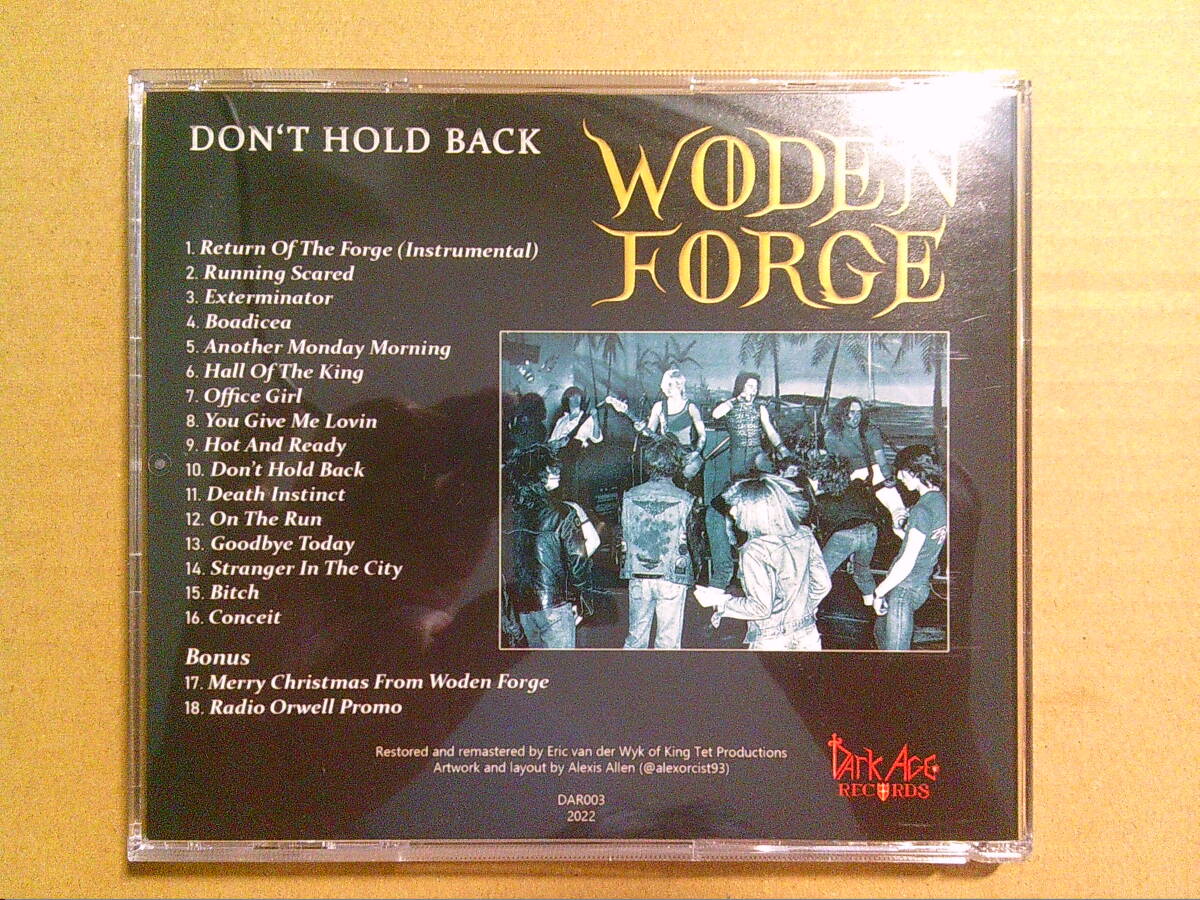 DON'T HOLD BACK
WODEN
FORGE
1. Return Of The Forge (Instrumental)
2. Running Scared
3. Exterminator
4. Boadicea
5. Another Monday Morning
6. Hall Of The King
7. Office Girl
8. You Give Me Lovin
9. Hot And Ready
10. Don't Hold Back
11. Death Instinct
12. On The Run
13. Goodbye Today
14. Stranger In The City
15. Bitch
16. Conceit
Bonus
17. Merry Christmas From Woden Forge
18. Radio Orwell Promo
Restored and remastered by Eric van der Wyk of King Tet Productions
Artwork and layout by Alexis Allen (@alexorcist93)
DAR003
2022
Dark Age
RECORDS